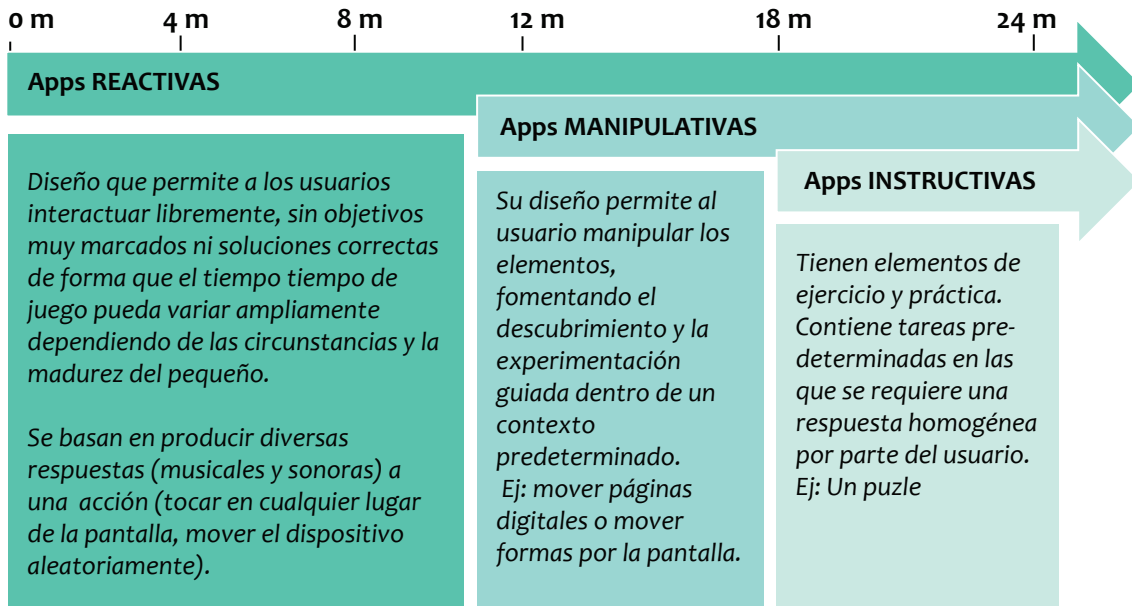 0 m 4 m 8 m 12 m 18 m 24 m
Apps REACTIVAS
Apps MANIPULATIVAS
Apps INSTRUCTIVAS
Diseño que permite a los usuarios
interactuar libremente, sin objetivos
muy marcados ni soluciones correctas
de forma que el tiempo tiempo de
juego pueda variar ampliamente
dependiendo de las circunstancias y la
madurez del pequeño.
Se basan en producir diversas
respuestas (musicales y sonoras) a
una acción (tocar en cualquier lugar
de la pantalla, mover el dispositivo
aleatoriamente).
Su diseño permite al
usuario manipular los
elementos,
fomentando el
descubrimiento y la
experimentación
guiada dentro de un
contexto
predeterminado.
Ej: mover páginas
digitales o mover
formas por la pantalla.
Tienen elementos de
ejercicio y práctica.
Contiene tareas pre-
determinadas en las
que se requiere una
respuesta homogénea
por parte del usuario.
Ej: Un puzle